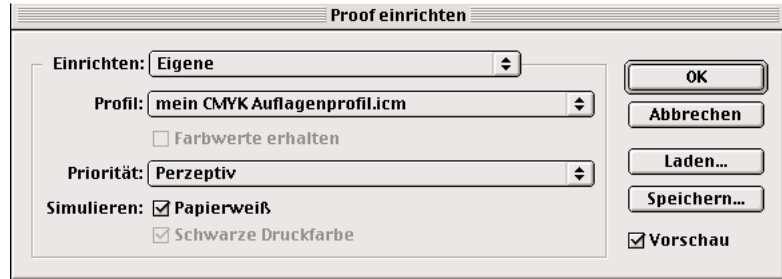 Proof einrichten
Einrichten: Eigene
Profil: mein CMYK Auflagenprofil.icm
Farbwerte erhalten
Priorität: Perzeptiv
Simulieren: Papierweiß
Schwarze Druckfarbe
OK
Abbrechen
Laden...
Speichern...
Vorschau